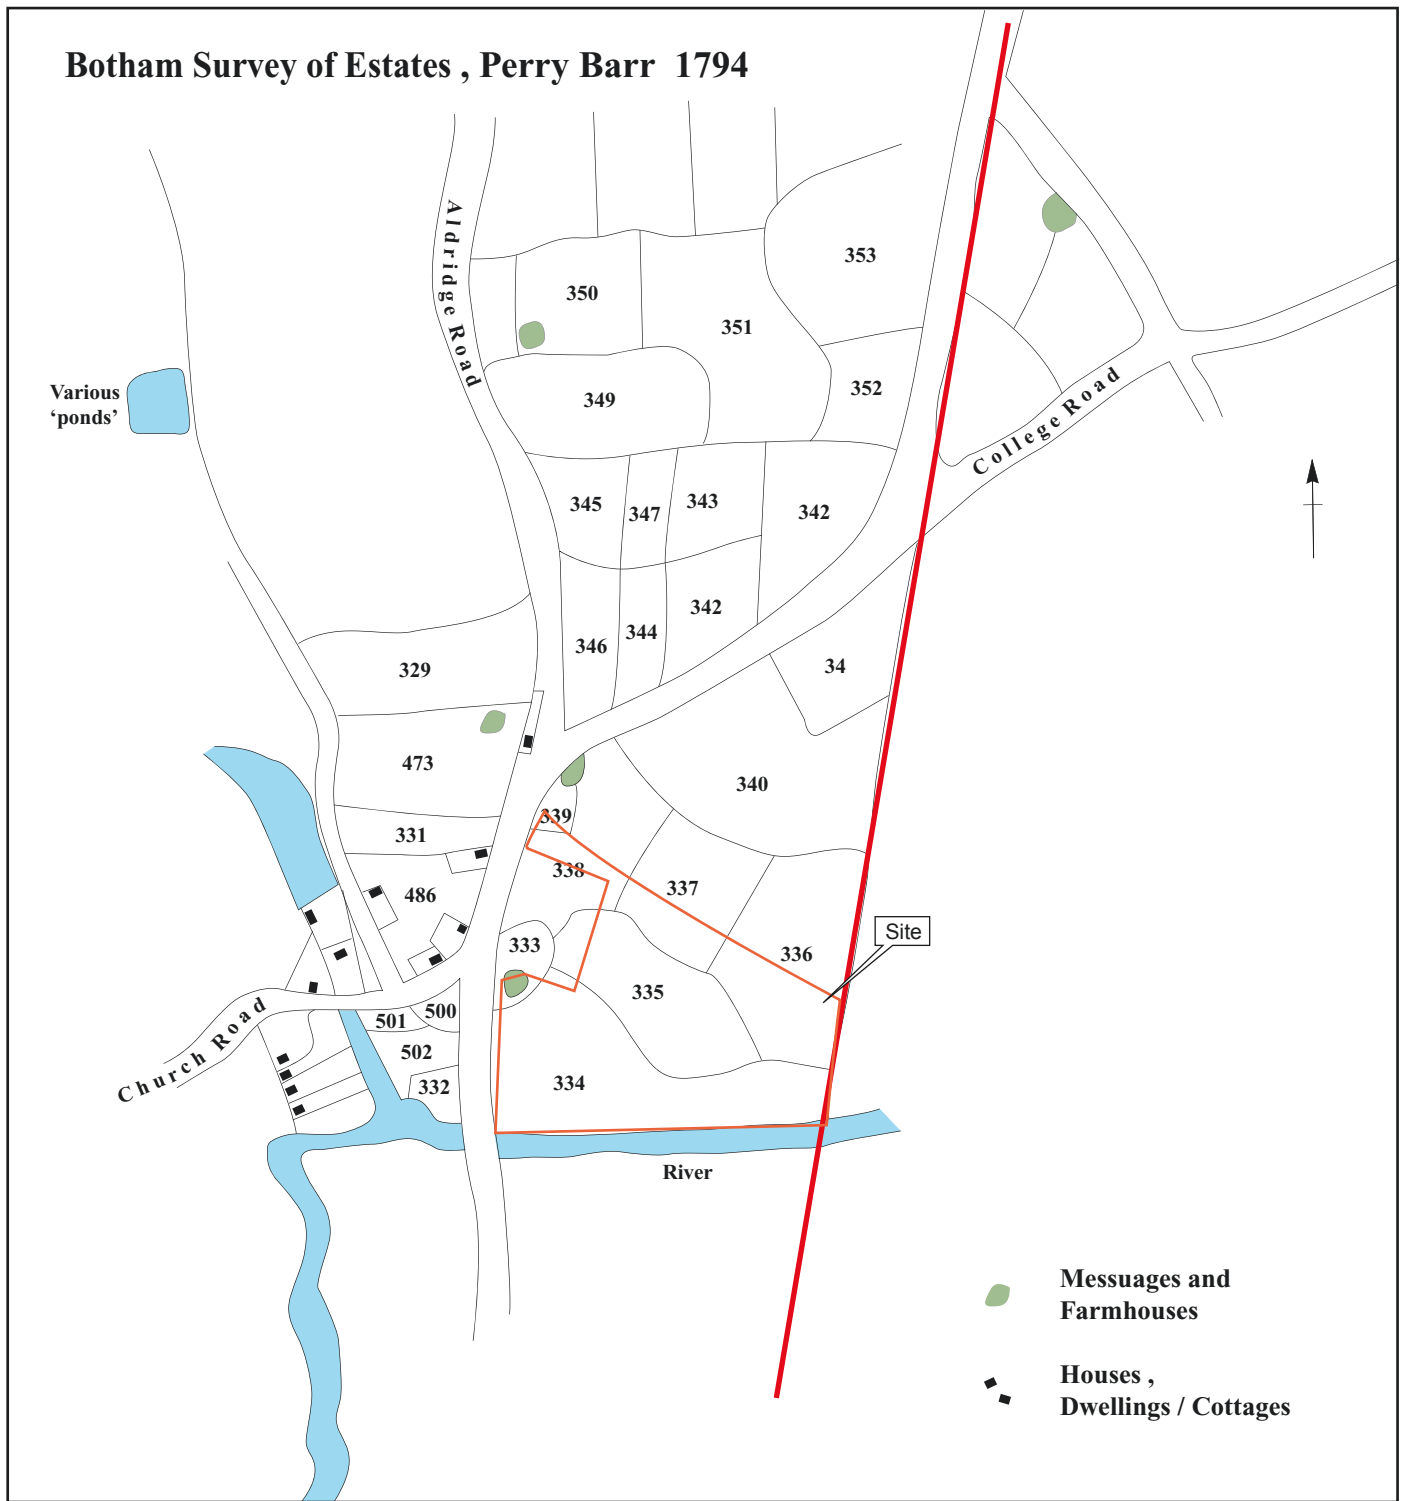 Botham Survey of Estates , Perry Barr 1794
Aldridge Road
353
350
351
Various
‘ponds’
352
349
College Road
345
347
343
342
342
346
344
329
34
473
340
339
331
338
337
486
Site
333
336
335
500
501
Church Road
502
332
334
River
Messuages and
Farmhouses
Houses ,
Dwellings / Cottages